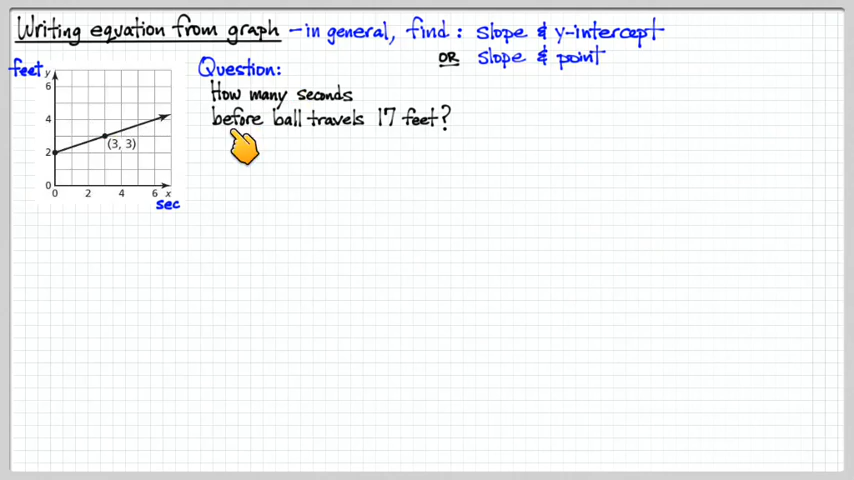 Writing equation from graph - in general, find: slope & y-intercept
OR slope & point
feet y
6
4
2
0
(3, 3)
0 2 4 6 x
sec
Question:
How many seconds
before ball travels 17 feet?